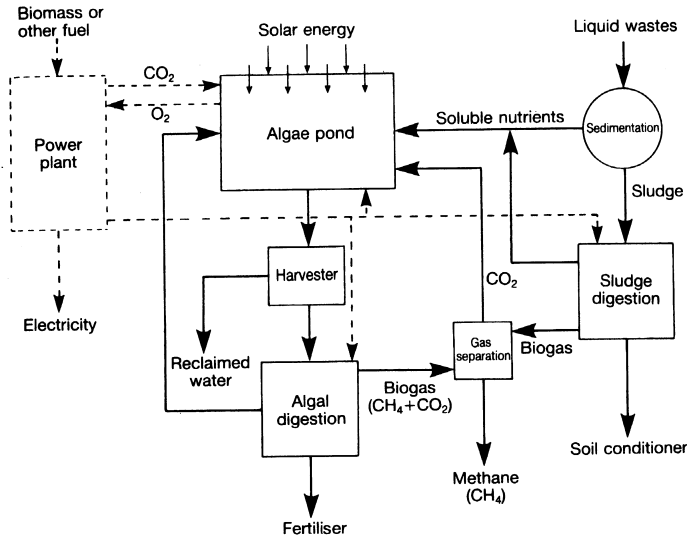 Biomass or
other fuel
Solar energy
Liquid wastes
CO₂
O₂
Power
plant
Algae pond
Soluble nutrients
Sedimentation
Sludge
Harvester
CO₂
Sludge
digestion
Electricity
Reclaimed
water
Gas
separation
Biogas
Algal
digestion
Biogas
(CH₄+CO₂)
Soil conditioner
Methane
(CH₄)
Fertiliser